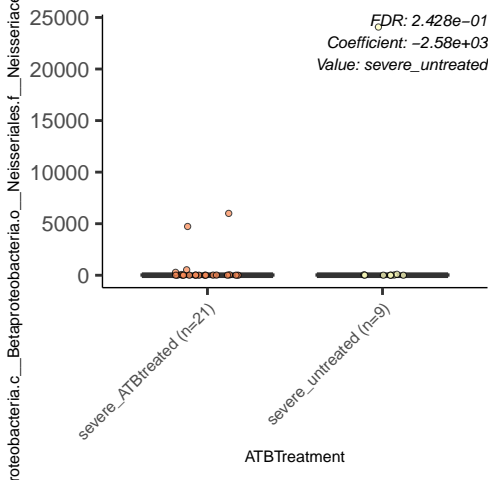 FDR: 2.428e−01
Coefficient: −2.58e+03
Value: severe_untreated
25000
20000
15000
10000
5000
0
roteobacteria.c__Betaproteobacteria.o__Neisseriales.f__Neisseriace
severe_ATBtreated (n=21)
severe_untreated (n=9)
ATBTreatment